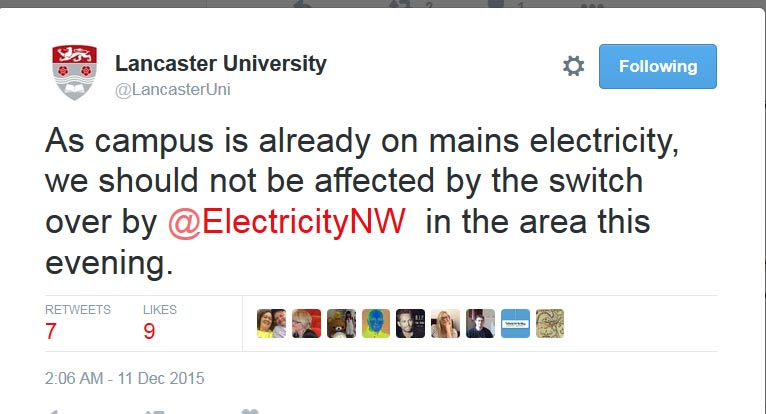 Lancaster University
@LancasterUni
Following
As campus is already on mains electricity,
we should not be affected by the switch
over by @ElectricityNW in the area this
evening.
RETWEETS LIKES
7 9
2:06 AM - 11 Dec 2015